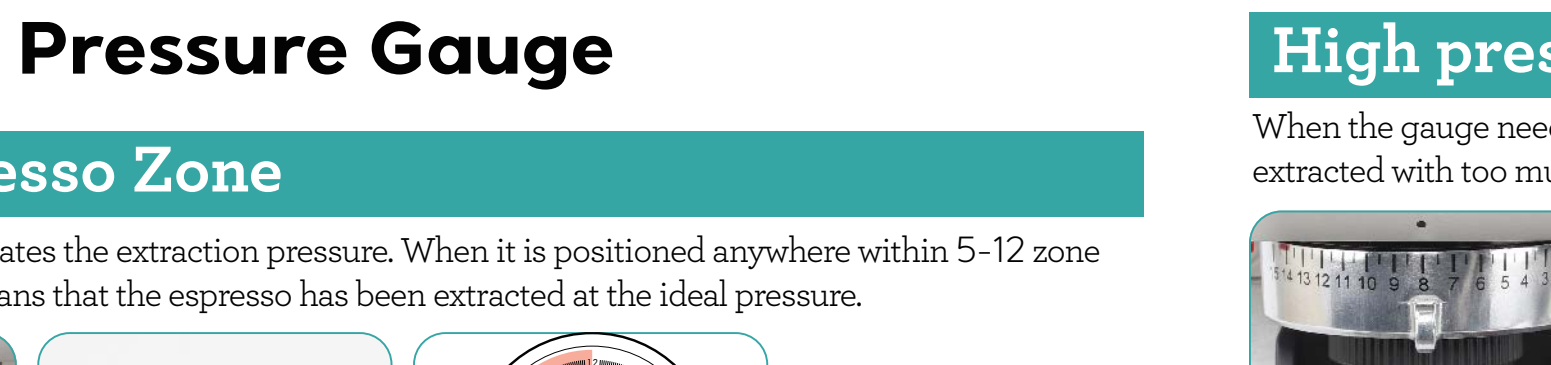 Pressure Gauge
esso Zone
ates the extraction pressure. When it is positioned anywhere within 5-12 zone
ans that the espresso has been extracted at the ideal pressure.
12
High pres
When the gauge need
extracted with too mu
15 14 13 12 11 10 9 8 7 6 5 4 3